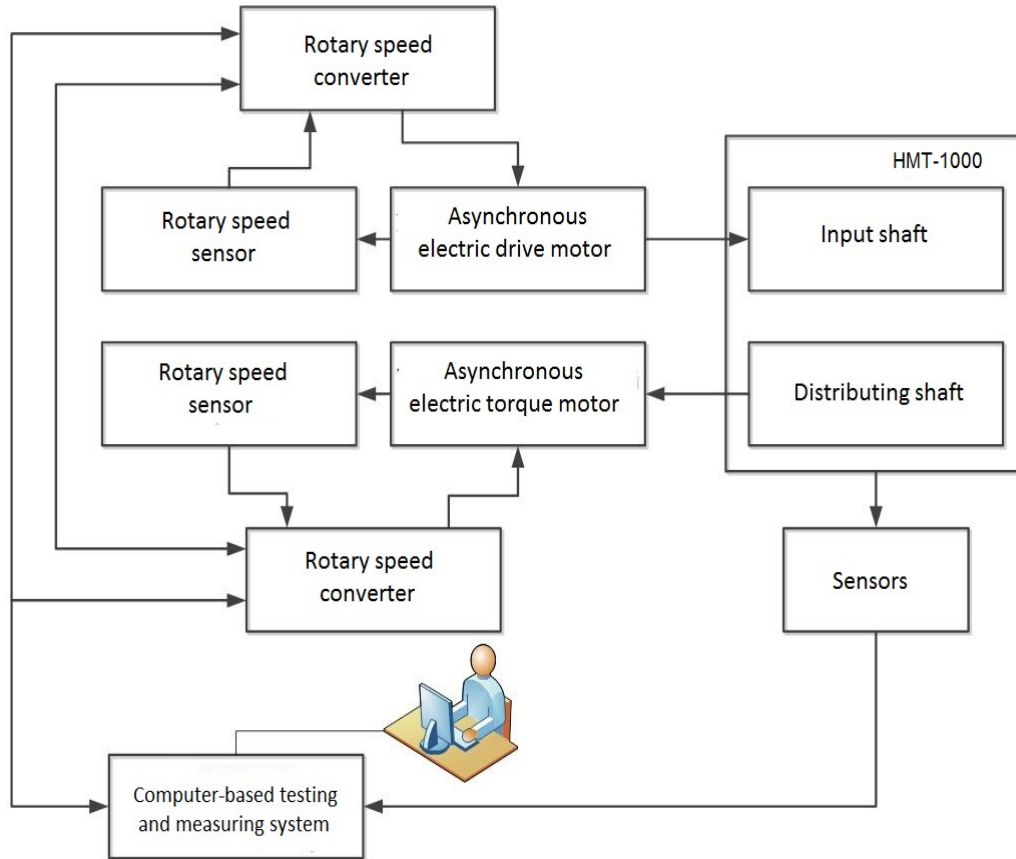 Rotary speed
converter
HMT-1000
Rotary speed
sensor
Asynchronous
electric drive motor
Input shaft
Rotary speed
sensor
Asynchronous
electric torque motor
Distributing shaft
Rotary speed
converter
Sensors
Computer-based testing
and measuring system